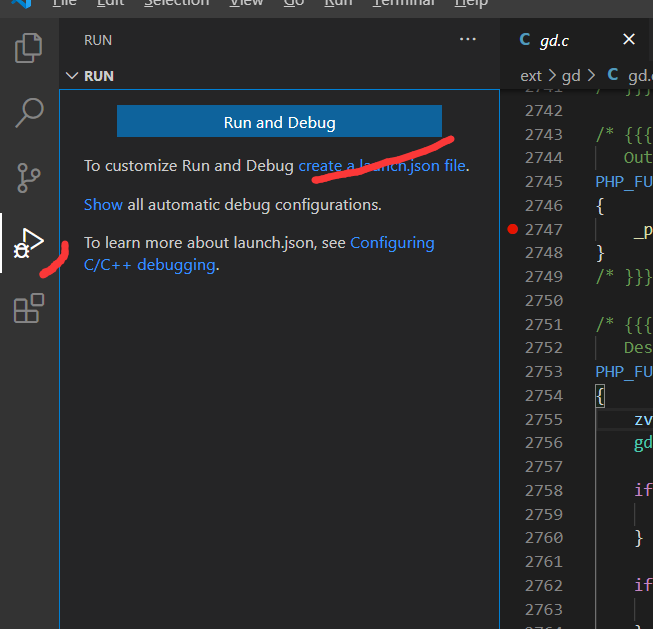 File Edit Selection View Go Run Terminal Help
RUN
···
C gd.c ×
RUN
ext > gd > C gd.c
Run and Debug
To customize Run and Debug create a launch.json file.
Show all automatic debug configurations.
To learn more about launch.json, see Configuring
C/C++ debugging.
2741 /* }}}
2742
2743 /* {{{
2744 Out
2745 PHP_FU
2746 {
2747 _p
2748 }
2749 /* }}}
2750
2751 /* {{{
2752 Des
2753 PHP_FU
2754 {
2755 zv
2756 gd
2757
2758 if
2759
2760 }
2761
2762 if
2763
2764 }